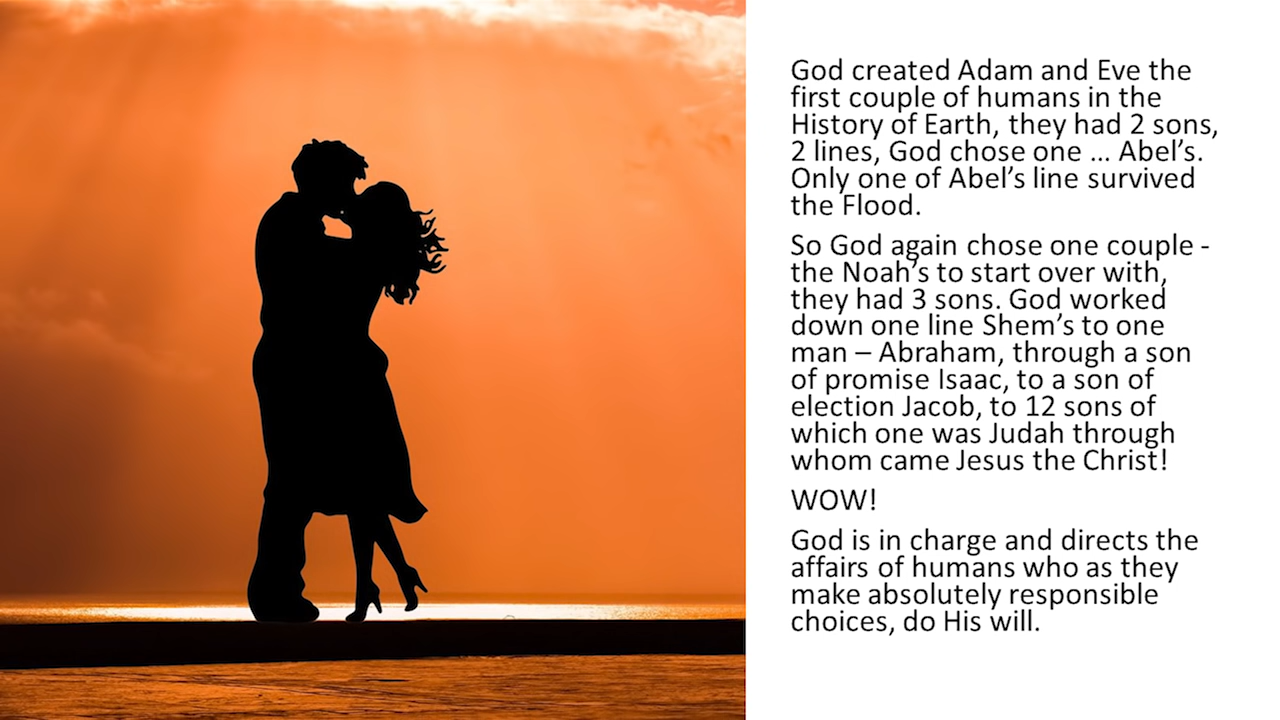 God created Adam and Eve the
first couple of humans in the
History of Earth, they had 2 sons,
2 lines, God chose one ... Abel’s.
Only one of Abel’s line survived
the Flood.
So God again chose one couple -
the Noah’s to start over with,
they had 3 sons. God worked
down one line Shem’s to one
man – Abraham, through a son
of promise Isaac, to a son of
election Jacob, to 12 sons of
which one was Judah through
whom came Jesus the Christ!
WOW!
God is in charge and directs the
affairs of humans who as they
make absolutely responsible
choices, do His will.